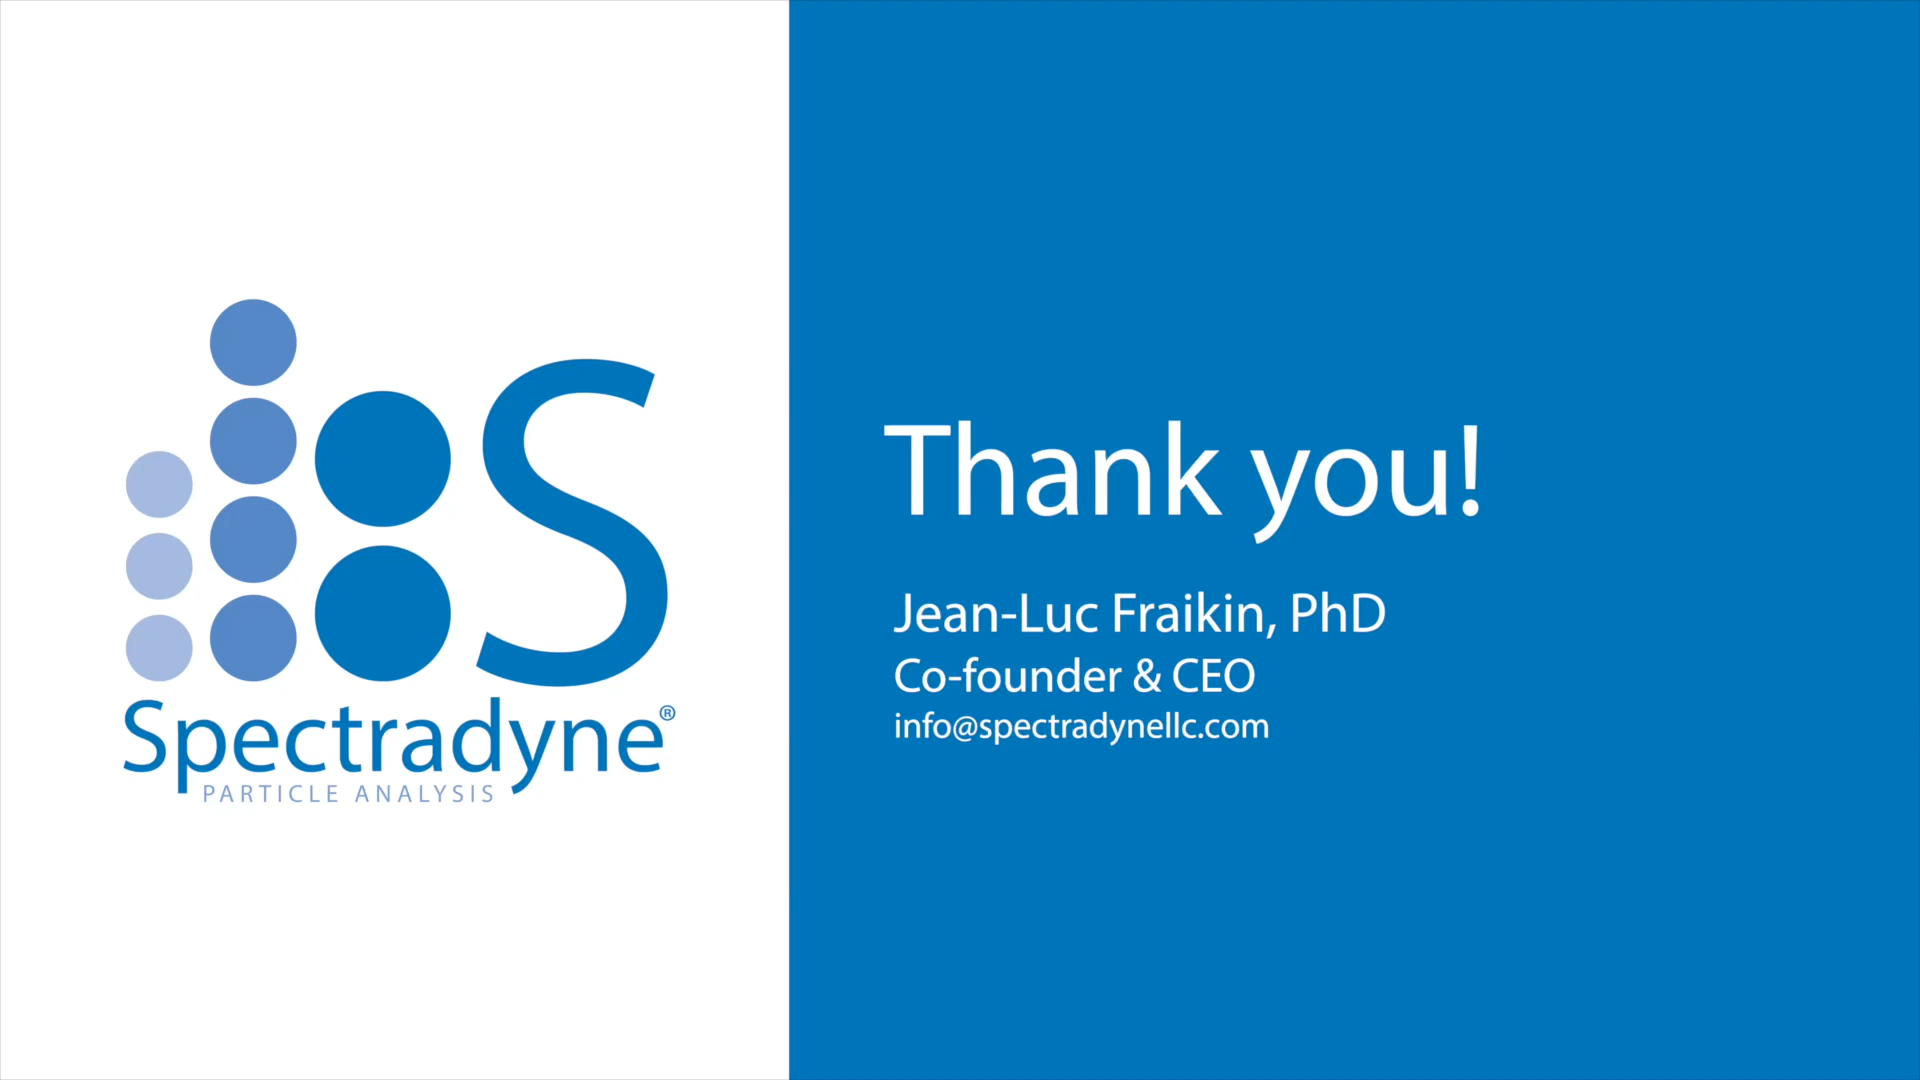 S
Spectradyne®
PARTICLE ANALYSIS
Thank you!
Jean-Luc Fraikin, PhD
Co-founder & CEO
info@spectradynellc.com